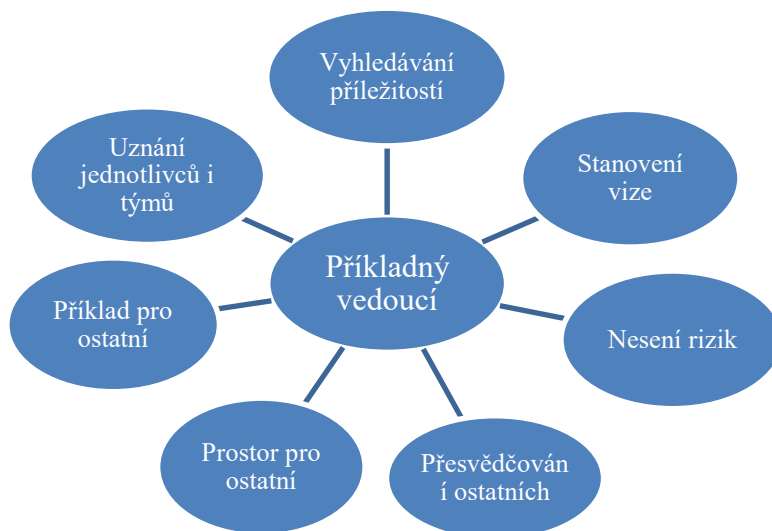 Vyhledávání
příležitostí
Uznání
jednotlivců i
týmů
Stanovení
vize
Příkladný
vedoucí
Příklad pro
ostatní
Nesení rizik
Prostor pro
ostatní
Přesvědčován
í ostatních